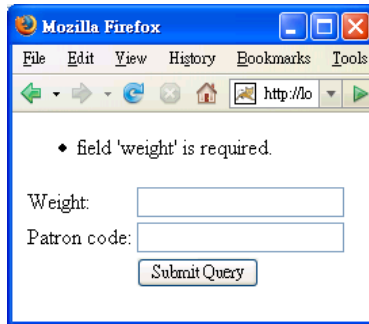 Mozilla Firefox
File Edit View History Bookmarks Tools
http://lo
• field 'weight' is required.
Weight:
Patron code:
Submit Query